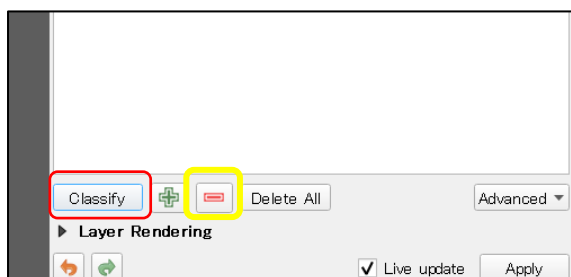 Classify Delete All Advanced
Layer Rendering
Live update Apply